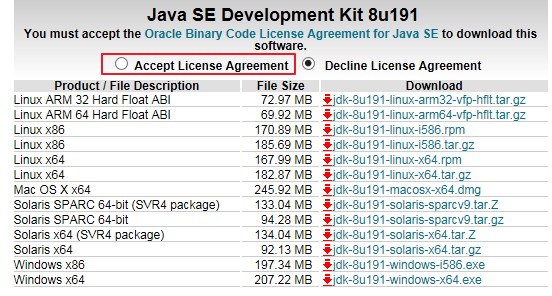 Java SE Development Kit 8u191
You must accept the Oracle Binary Code License Agreement for Java SE to download this
software.
Accept License Agreement Decline License Agreement
Product / File Description File Size Download
Linux ARM 32 Hard Float ABI 72.97 MB jdk-8u191-linux-arm32-vfp-hflt.tar.gz
Linux ARM 64 Hard Float ABI 69.92 MB jdk-8u191-linux-arm64-vfp-hflt.tar.gz
Linux x86 170.89 MB jdk-8u191-linux-i586.rpm
Linux x86 185.69 MB jdk-8u191-linux-i586.tar.gz
Linux x64 167.99 MB jdk-8u191-linux-x64.rpm
Linux x64 182.87 MB jdk-8u191-linux-x64.tar.gz
Mac OS X x64 245.92 MB jdk-8u191-macosx-x64.dmg
Solaris SPARC 64-bit (SVR4 package) 133.04 MB jdk-8u191-solaris-sparcv9.tar.Z
Solaris SPARC 64-bit 94.28 MB jdk-8u191-solaris-sparcv9.tar.gz
Solaris x64 (SVR4 package) 134.04 MB jdk-8u191-solaris-x64.tar.Z
Solaris x64 92.13 MB jdk-8u191-solaris-x64.tar.gz
Windows x86 197.34 MB jdk-8u191-windows-i586.exe
Windows x64 207.22 MB jdk-8u191-windows-x64.exe